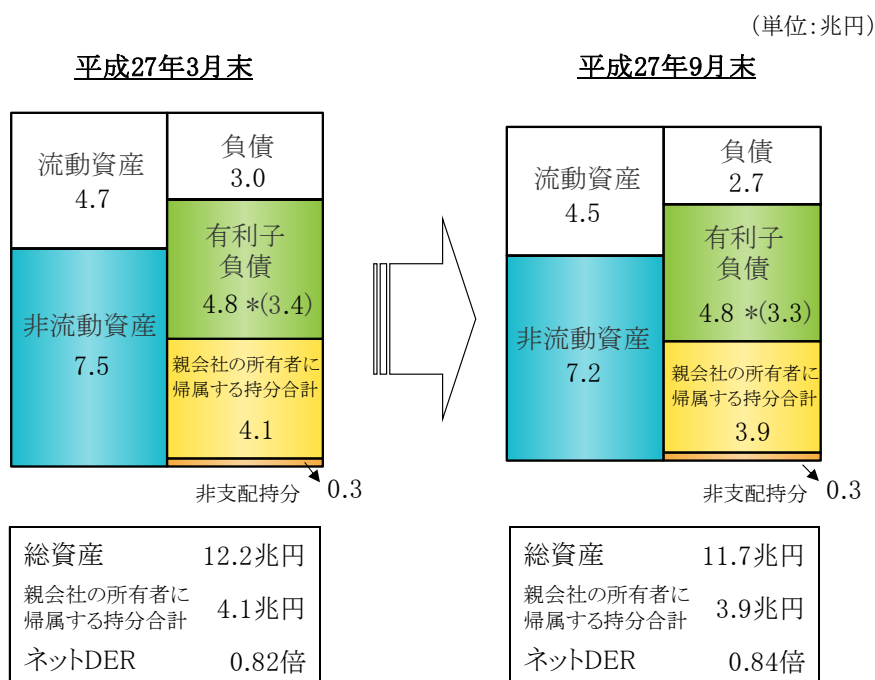 (単位:兆円)
平成27年3月末
流動資産
4.7
非流動資産
7.5
負債
3.0
有利子
負債
4.8 *(3.4)
親会社の所有者に
帰属する持分合計
4.1
非支配持分
0.3
総資産 12.2兆円
親会社の所有者に
帰属する持分合計
4.1兆円
ネットDER 0.82倍
平成27年9月末
流動資産
4.5
非流動資産
7.2
負債
2.7
有利子
負債
4.8 *(3.3)
親会社の所有者に
帰属する持分合計
3.9
非支配持分
0.3
総資産 11.7兆円
親会社の所有者に
帰属する持分合計
3.9兆円
ネットDER 0.84倍